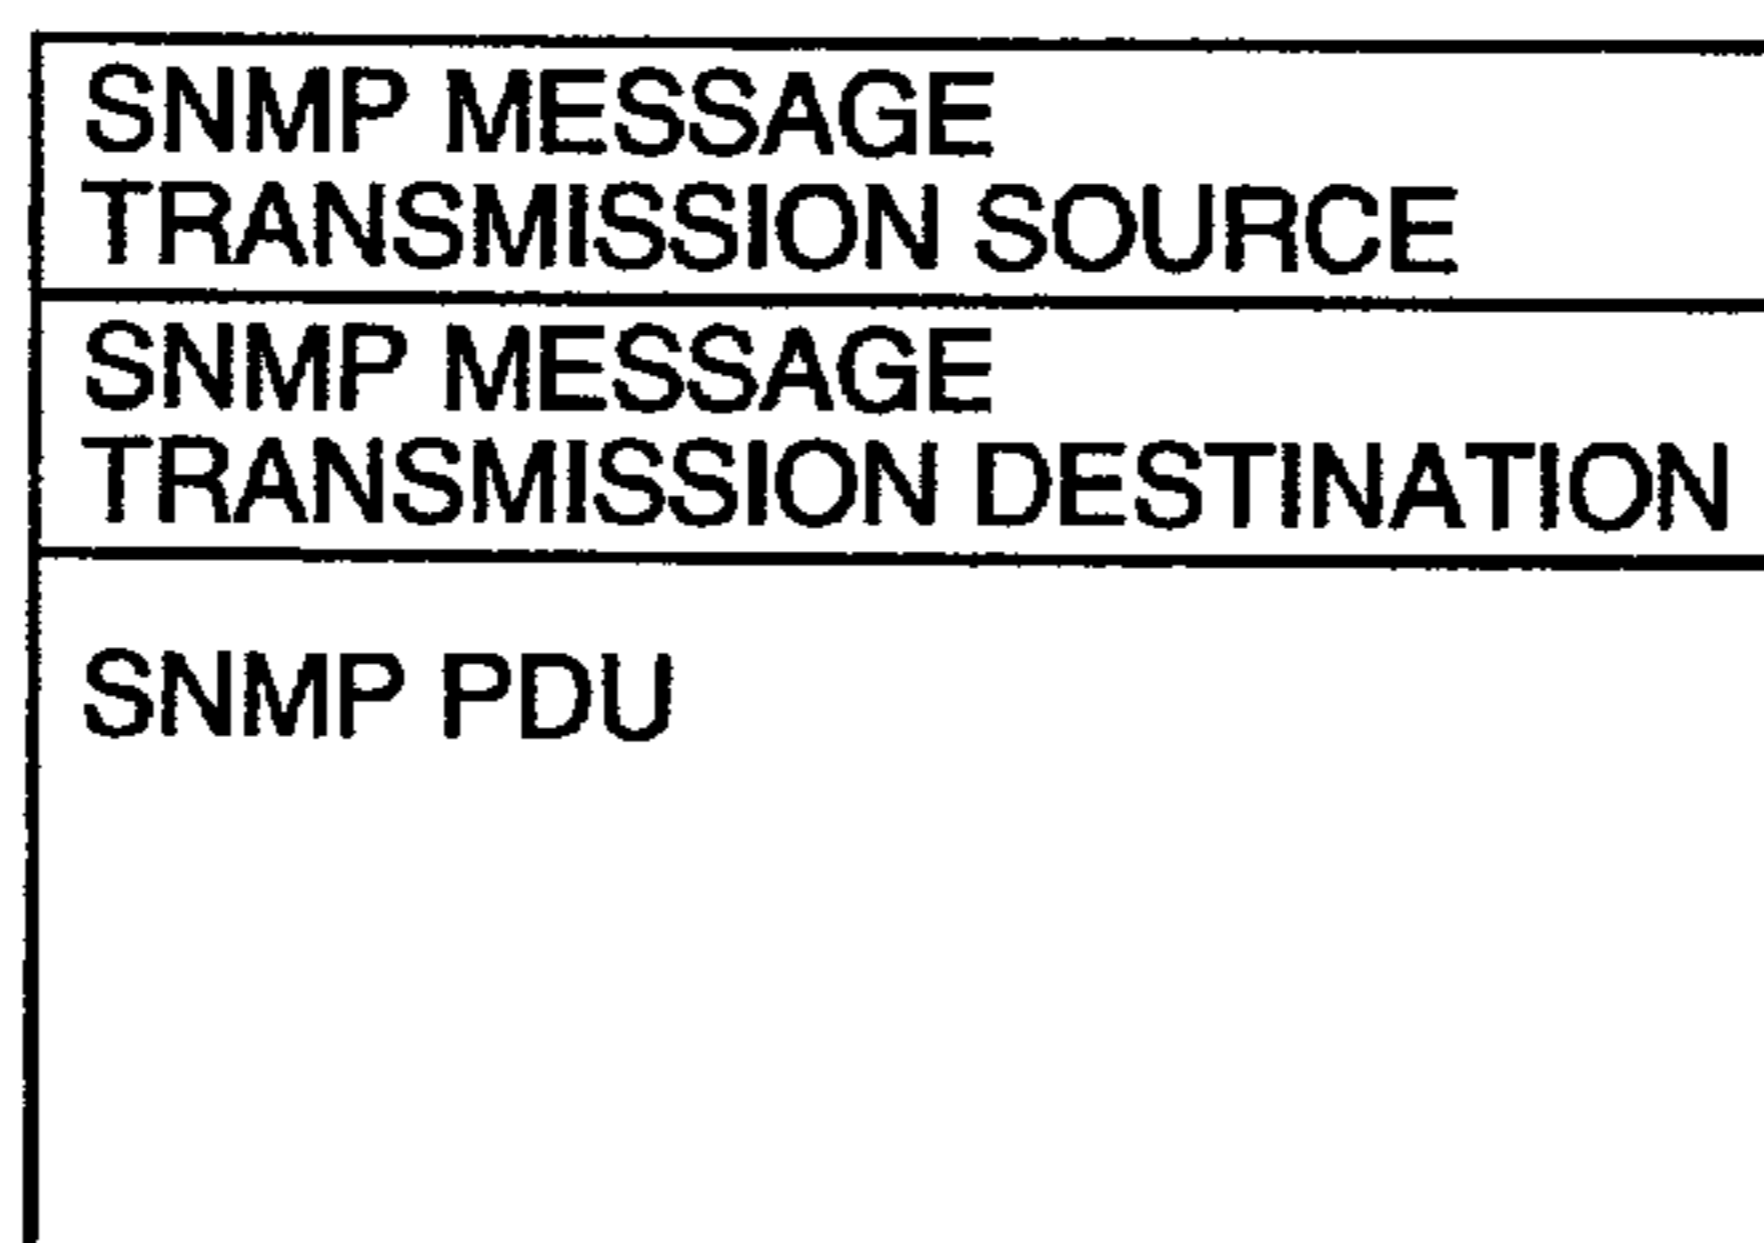 SNMP MESSAGE
TRANSMISSION SOURCE
SNMP MESSAGE
TRANSMISSION DESTINATION
SNMP PDU